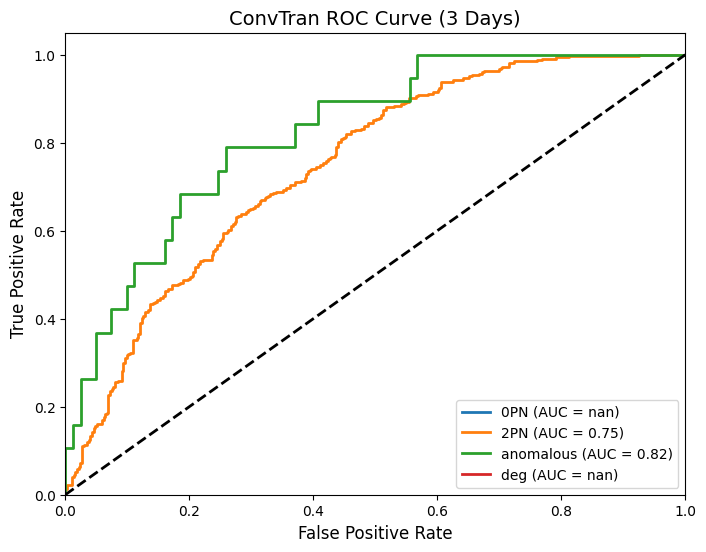 ConvTran ROC Curve (3 Days)
True Positive Rate
1.0
0.8
0.6
0.4
0.2
0.0
0PN (AUC = nan)
2PN (AUC = 0.75)
anomalous (AUC = 0.82)
deg (AUC = nan)
0.0 0.2 0.4 0.6 0.8 1.0
False Positive Rate